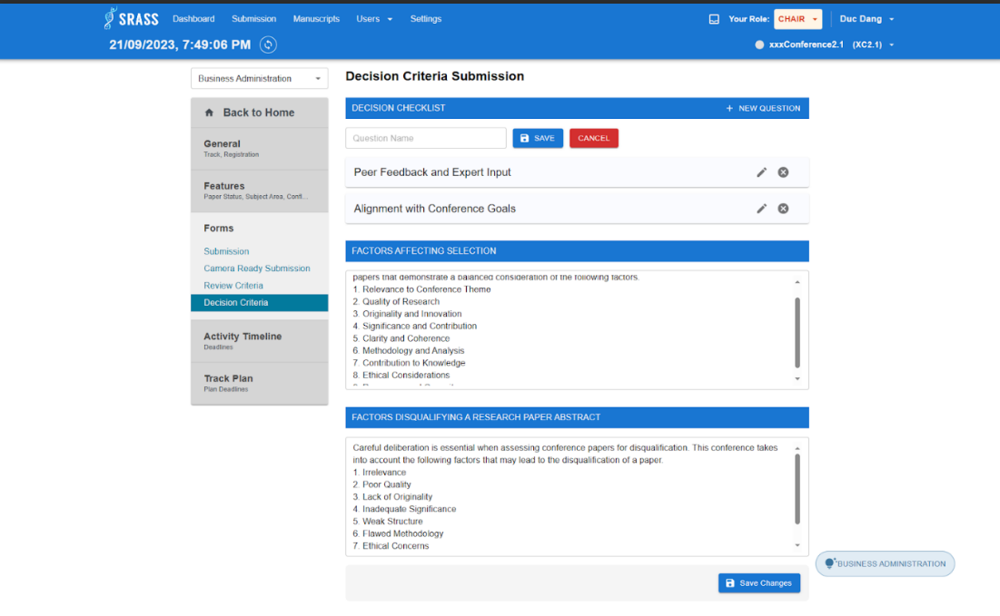 SRASS
Dashboard Submission Manuscripts Users Settings
Your Role: CHAIR Duc Dang
21/09/2023, 7:49:06 PM
xxxConference2.1 (XC2.1)
Business Administration
Back to Home
General
Track, Registration
Features
Paper Status, Subject Area, Confi...
Forms
Submission
Camera Ready Submission
Review Criteria
Decision Criteria
Activity Timeline
Deadlines
Track Plan
Plan Deadlines
Decision Criteria Submission
DECISION CHECKLIST
+ NEW QUESTION
Question Name
SAVE
CANCEL
Peer Feedback and Expert Input
Alignment with Conference Goals
FACTORS AFFECTING SELECTION
papers that demonstrate a balanced consideration of the following factors.
1. Relevance to Conference Theme
2. Quality of Research
3. Originality and Innovation
4. Significance and Contribution
5. Clarity and Coherence
6. Methodology and Analysis
7. Contribution to Knowledge
8. Ethical Considerations
FACTORS DISQUALIFYING A RESEARCH PAPER ABSTRACT
Careful deliberation is essential when assessing conference papers for disqualification. This conference takes
into account the following factors that may lead to the disqualification of a paper.
1. Irrelevance
2. Poor Quality
3. Lack of Originality
4. Inadequate Significance
5. Weak Structure
6. Flawed Methodology
7. Ethical Concerns
BUSINESS ADMINISTRATION
Save Changes